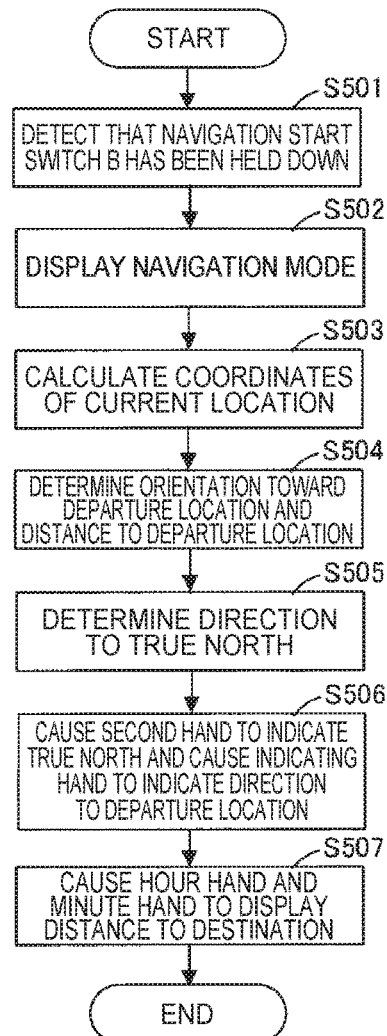 START
S501
DETECT THAT NAVIGATION START
SWITCH B HAS BEEN HELD DOWN
S502
DISPLAY NAVIGATION MODE
S503
CALCULATE COORDINATES
OF CURRENT LOCATION
S504
DETERMINE ORIENTATION TOWARD
DEPARTURE LOCATION AND
DISTANCE TO DEPARTURE LOCATION
S505
DETERMINE DIRECTION
TO TRUE NORTH
S506
CAUSE SECOND HAND TO INDICATE
TRUE NORTH AND CAUSE INDICATING
HAND TO INDICATE DIRECTION
TO DEPARTURE LOCATION
S507
CAUSE HOUR HAND AND
MINUTE HAND TO DISPLAY
DISTANCE TO DESTINATION
END